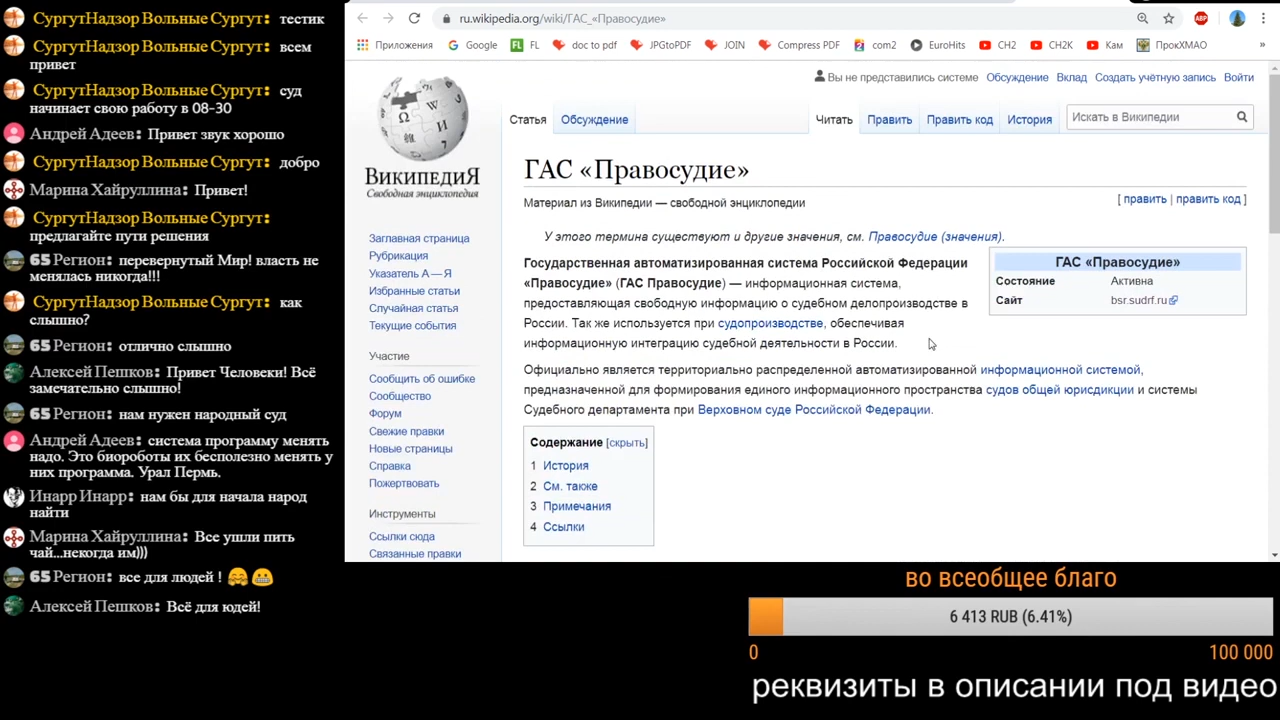 СургутНадзор Вольные Сургут: тестик
СургутНадзор Вольные Сургут: всем
привет
СургутНадзор Вольные Сургут: суд
начинает свою работу в 08-30
Андрей Адеев: Привет звук хорошо
СургутНадзор Вольные Сургут: добро
Марина Хайруллина: Привет!
СургутНадзор Вольные Сургут:
предлагайте пути решения
65 Регион: перевернутый Мир! власть не
менялась никогда!!!
СургутНадзор Вольные Сургут: как
слышно?
65 Регион: отлично слышно
Алексей Пешков: Привет Человеки! Всё
замечательно слышно!
65 Регион: нам нужен народный суд
Андрей Адеев: система программу менять
надо. Это биороботы их бесполезно менять у
них программа. Урал Пермь.
Инарр Инарр: нам бы для начала народ
найти
Марина Хайруллина: Все ушли пить
чай...некогда им)))
65 Регион: все для людей ! 🤗 😬
Алексей Пешков: Всё для юдей!
ru.wikipedia.org/wiki/ГАС_«Правосудие»
ABP
Приложения Google FL FL doc to pdf JPGtoPDF JOIN Compress PDF com2 EuroHits CH2 CH2K Кам ПрокХМАО »
Вы не представились системе Обсуждение Вклад Создать учётную запись Войти
Статья Обсуждение Читать Править Править код История Искать в Википедии
ВИКИПЕДИЯ
Свободная энциклопедия
Заглавная страница
Рубрикация
Указатель А — Я
Избранные статьи
Случайная статья
Текущие события
Участие
Сообщить об ошибке
Сообщество
Форум
Свежие правки
Новые страницы
Справка
Пожертвовать
Инструменты
Ссылки сюда
Связанные правки
ГАС «Правосудие»
Материал из Википедии — свободной энциклопедии
[ править | править код ]
У этого термина существуют и другие значения, см. Правосудие (значения).
Государственная автоматизированная система Российской Федерации
«Правосудие» (ГАС Правосудие) — информационная система,
предоставляющая свободную информацию о судебном делопроизводстве в
России. Так же используется при судопроизводстве, обеспечивая
информационную интеграцию судебной деятельности в России.
ГАС «Правосудие»
Состояние Активна
Сайт bsr.sudrf.ru
Официально является территориально распределенной автоматизированной информационной системой,
предназначенной для формирования единого информационного пространства судов общей юрисдикции и системы
Судебного департамента при Верховном суде Российской Федерации.
Содержание [скрыть]
1 История
2 См. также
3 Примечания
4 Ссылки
во всеобщее благо
6 413 RUB (6.41%)
0 100 000
реквизиты в описании под видео